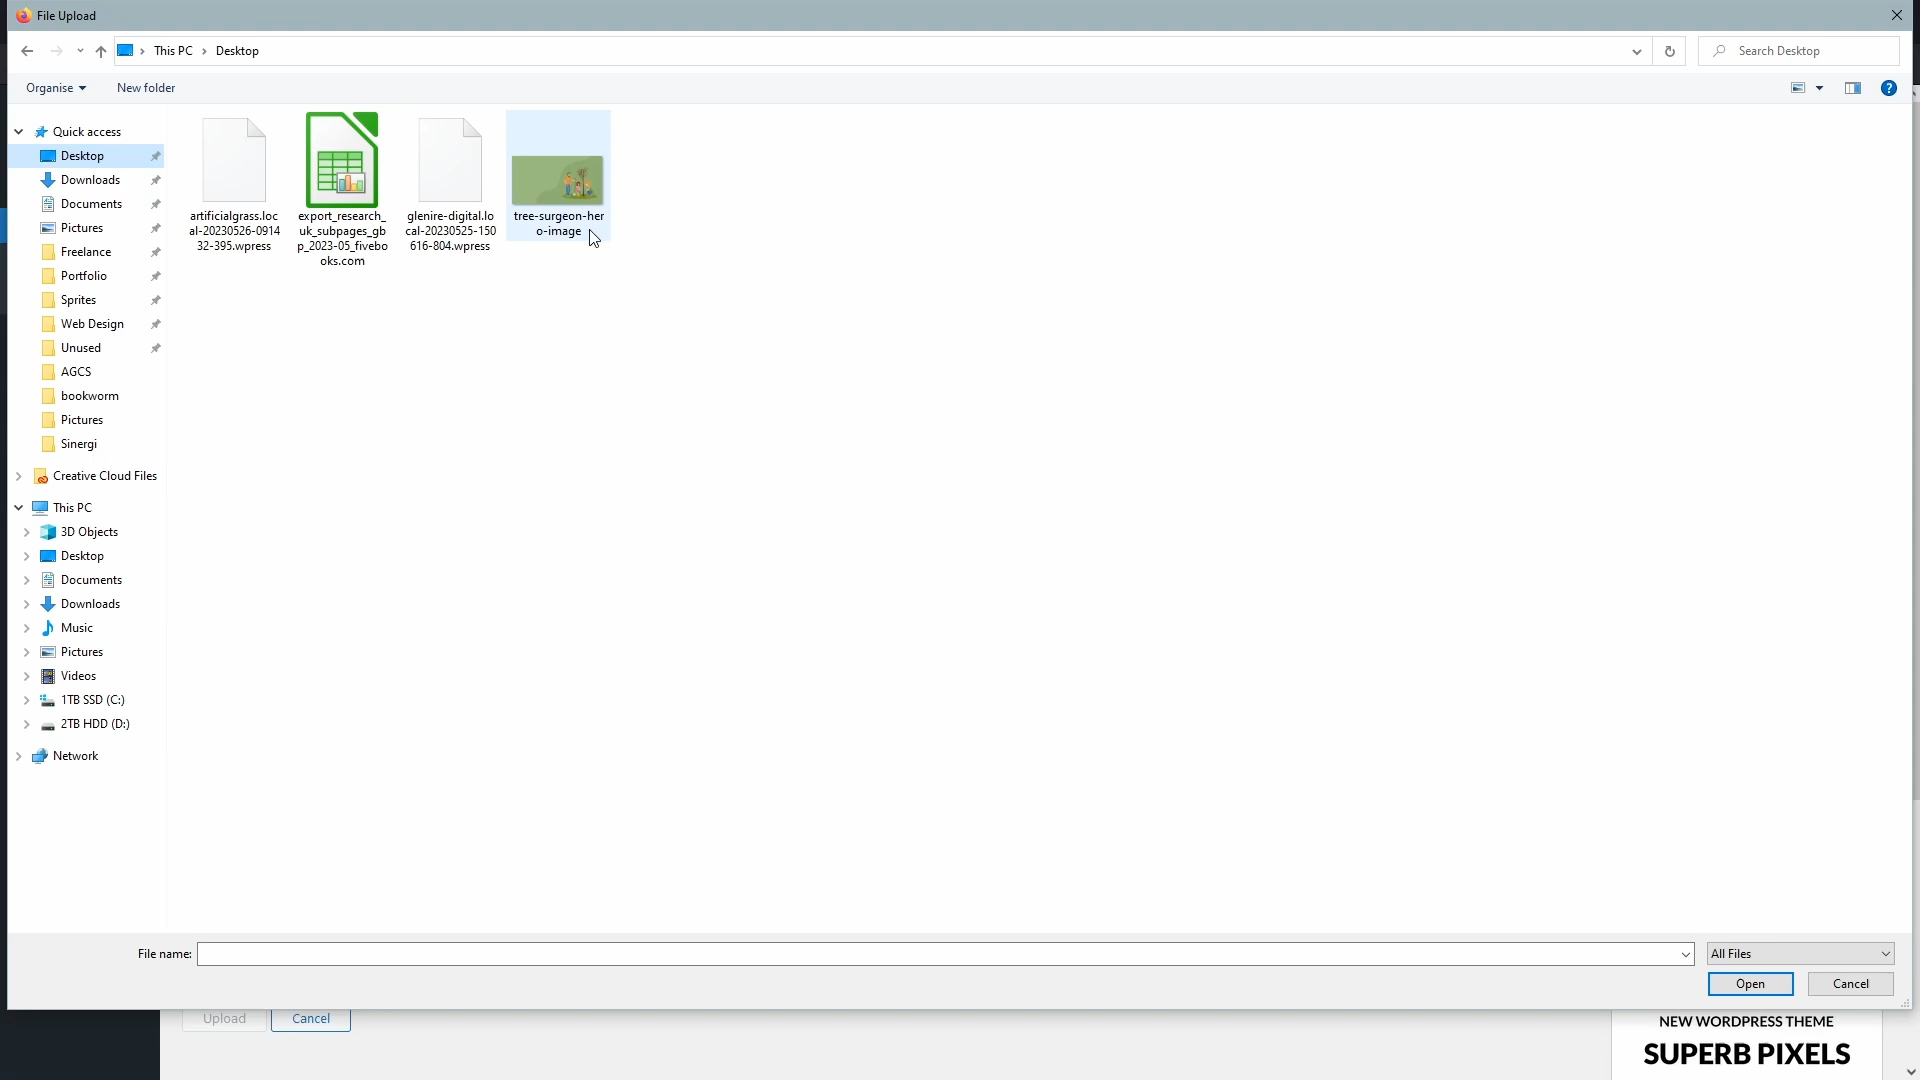 File Upload
This PC
Desktop
Search Desktop
Organise
New folder
?
Quick access
Desktop
Downloads
Documents
Pictures
Freelance
Portfolio
Sprites
Web Design
Unused
AGCS
bookworm
Pictures
Sinergi
Creative Cloud Files
This PC
3D Objects
Desktop
Documents
Downloads
Music
Pictures
Videos
1TB SSD (C:)
2TB HDD (D:)
Network
artificialgrass.loc
al-20230526-0914
32-395.wpress
export_research_
uk_subpages_gb
p_2023-05_fivebo
oks.com
glenire-digital.lo
cal-20230525-150
616-804.wpress
tree-surgeon-her
o-image
File name:
All Files
Open
Cancel
Upload
Cancel
NEW WORDPRESS THEME
SUPERB PIXELS